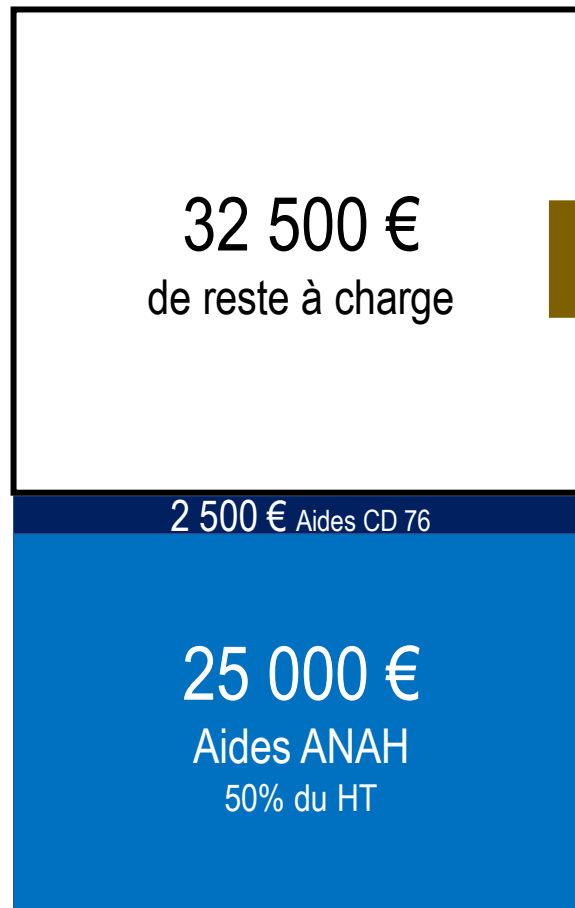 32 500 €
de reste à charge
2 500 € Aides CD 76
25 000 €
Aides ANAH
50% du HT